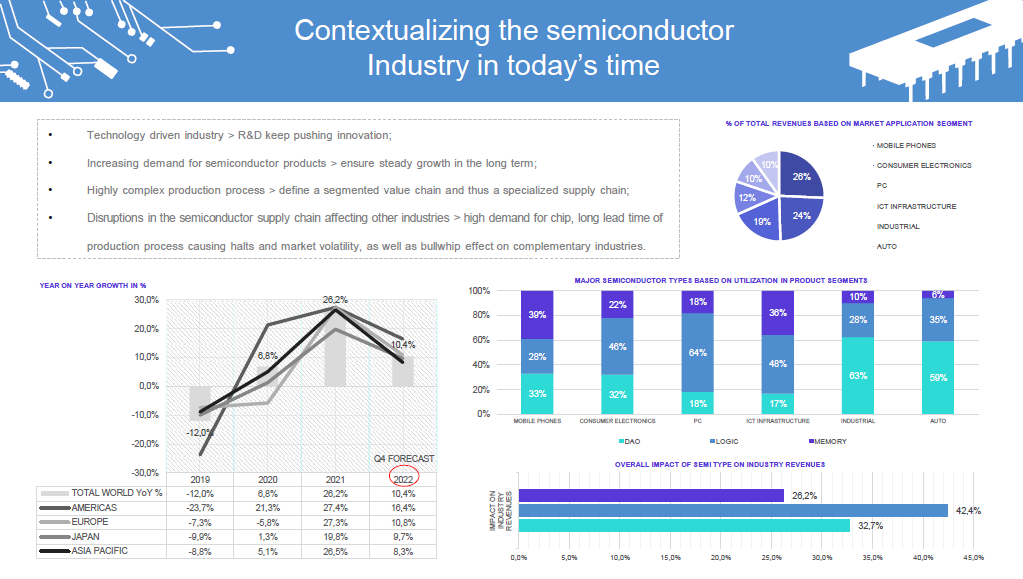 Contextualizing the semiconductor
Industry in today's time
• Technology driven industry > R&D keep pushing innovation;
• Increasing demand for semiconductor products > ensure steady growth in the long term;
• Highly complex production process > define a segmented value chain and thus a specialized supply chain;
• Disruptions in the semiconductor supply chain affecting other industries > high demand for chip, long lead time of
production process causing halts and market volatility, as well as bullwhip effect on complementary industries.
% OF TOTAL REVENUES BASED ON MARKET APPLICATION SEGMENT
26%
24%
19%
12%
10%
10%
MOBILE PHONES
CONSUMER ELECTRONICS
PC
ICT INFRASTRUCTURE
INDUSTRIAL
AUTO
YEAR ON YEAR GROWTH IN %
30,0%
20,0%
10,0%
0,0%
-10,0%
-20,0%
-30,0%
-12,0%
6,8%
26,2%
10,4%
Q4 FORECAST
2019 2020 2021 2022
TOTAL WORLD YoY % -12,0% 6,8% 26,2% 10,4%
AMERICAS -23,7% 21,3% 27,4% 16,4%
EUROPE -7,3% -5,8% 27,3% 10,8%
JAPAN -9,9% 1,3% 19,8% 9,7%
ASIA PACIFIC -8,8% 5,1% 26,5% 8,3%
MAJOR SEMICONDUCTOR TYPES BASED ON UTILIZATION IN PRODUCT SEGMENTS
100%
80%
60%
40%
20%
0%
39% 22% 18% 36% 10% 6%
28% 46% 64% 48% 28% 35%
33% 32% 18% 17% 63% 59%
MOBILE PHONES CONSUMER ELECTRONICS PC ICT INFRASTRUCTURE INDUSTRIAL AUTO
DAO LOGIC MEMORY
OVERALL IMPACT OF SEMI TYPE ON INDUSTRY REVENUES
IMPACT ON
INDUSTRY
REVENUES
26,2%
42,4%
32,7%
0,0% 5,0% 10,0% 15,0% 20,0% 25,0% 30,0% 35,0% 40,0% 45,0%